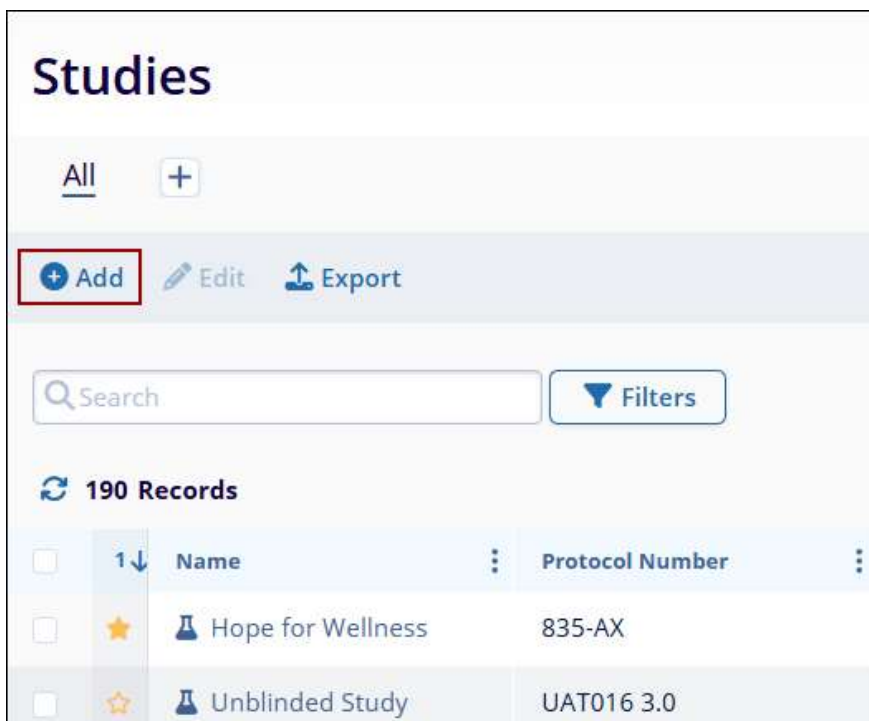 Studies
All
Add Edit Export
Search Filters
190 Records
1 Name Protocol Number
Hope for Wellness 835-AX
Unblinded Study UAT016 3.0